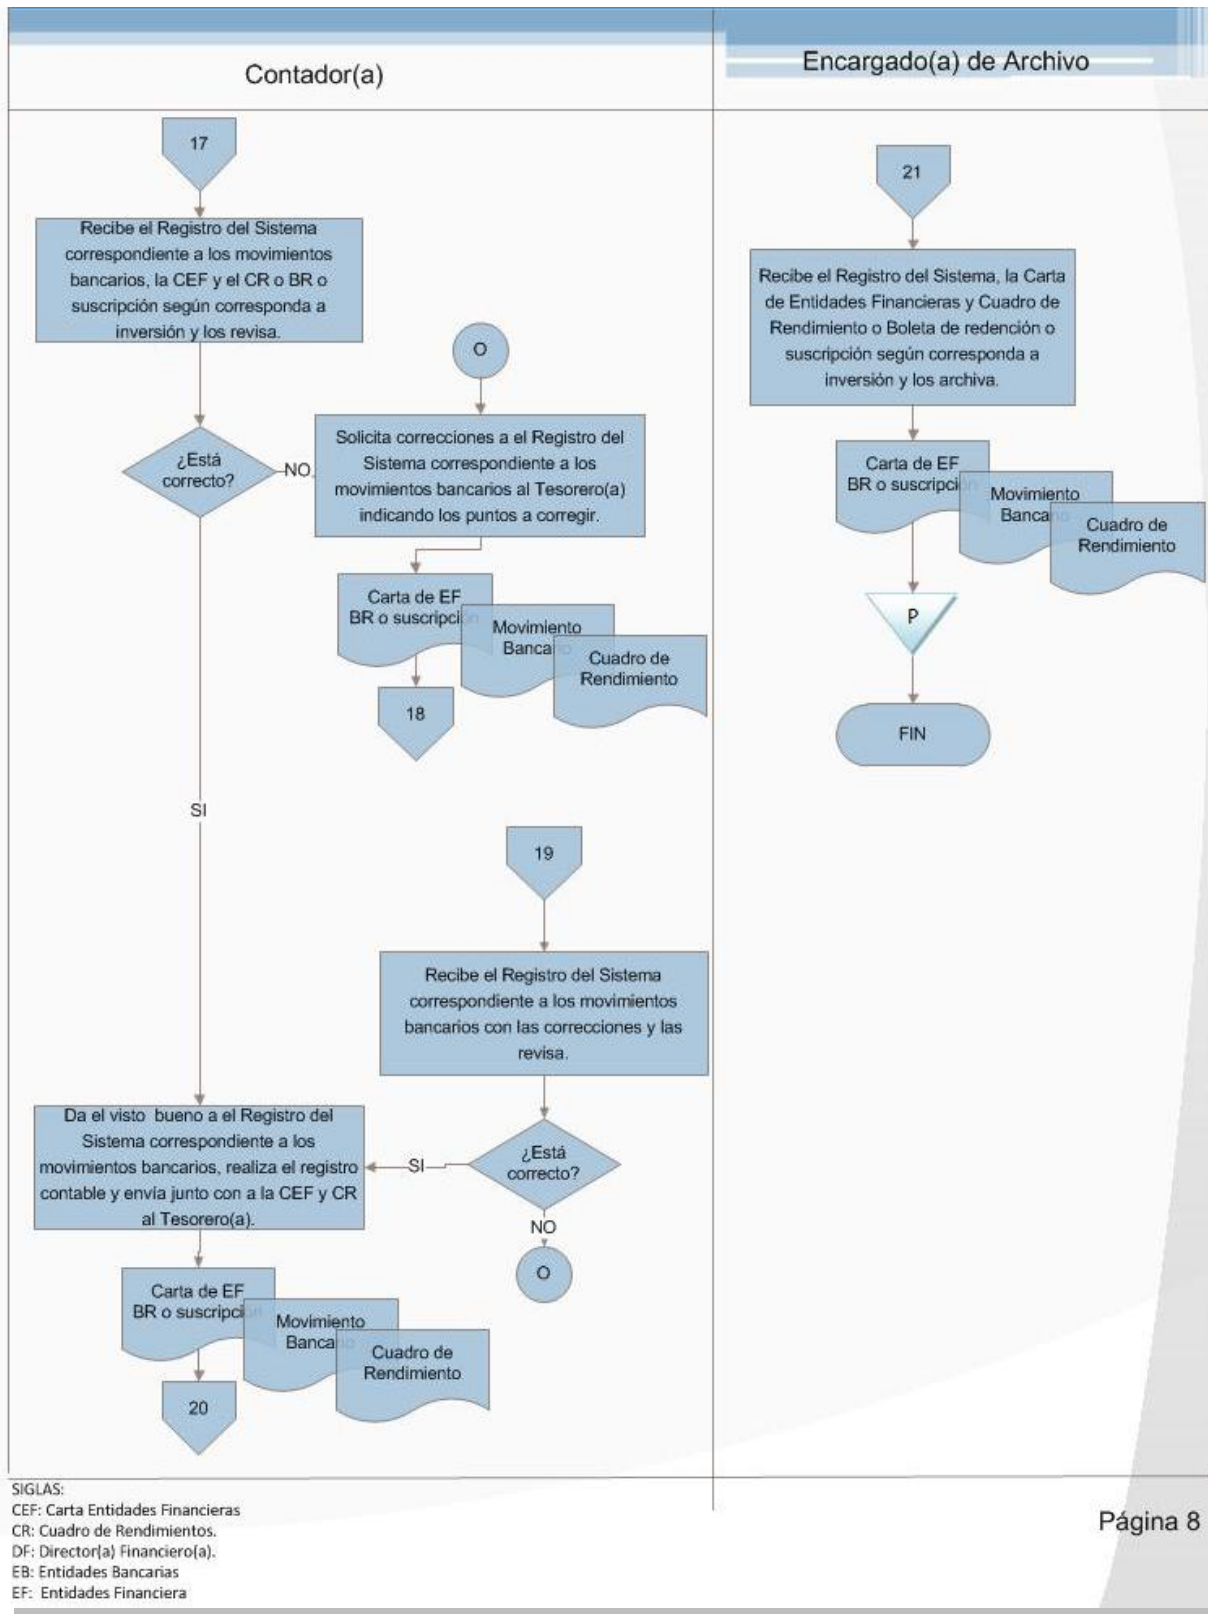 Contador(a)
Encargado(a) de Archivo
17
Recibe el Registro del Sistema
correspondiente a los movimientos
bancarios, la CEF y el CR o BR o
suscripción según corresponda a
inversión y los revisa.
¿Está
correcto?
NO
O
Solicita correcciones a el Registro del
Sistema correspondiente a los
movimientos bancarios al Tesorero(a)
indicando los puntos a corregir.
Carta de EF
BR o suscripción
Movimiento
Bancario
Cuadro de
Rendimiento
18
SI
19
Recibe el Registro del Sistema
correspondiente a los movimientos
bancarios con las correcciones y las
revisa.
¿Está
correcto?
SI
NO
O
Da el visto bueno a el Registro del
Sistema correspondiente a los
movimientos bancarios, realiza el registro
contable y envía junto con a la CEF y CR
al Tesorero(a).
Carta de EF
BR o suscripción
Movimiento
Bancario
Cuadro de
Rendimiento
20
21
Recibe el Registro del Sistema, la Carta
de Entidades Financieras y Cuadro de
Rendimiento o Boleta de redención o
suscripción según corresponda a
inversión y los archiva.
Carta de EF
BR o suscripción
Movimiento
Bancario
Cuadro de
Rendimiento
P
FIN
SIGLAS:
CEF: Carta Entidades Financieras
CR: Cuadro de Rendimientos.
DF: Director(a) Financiero(a).
EB: Entidades Bancarias
EF: Entidades Financiera
Página 8